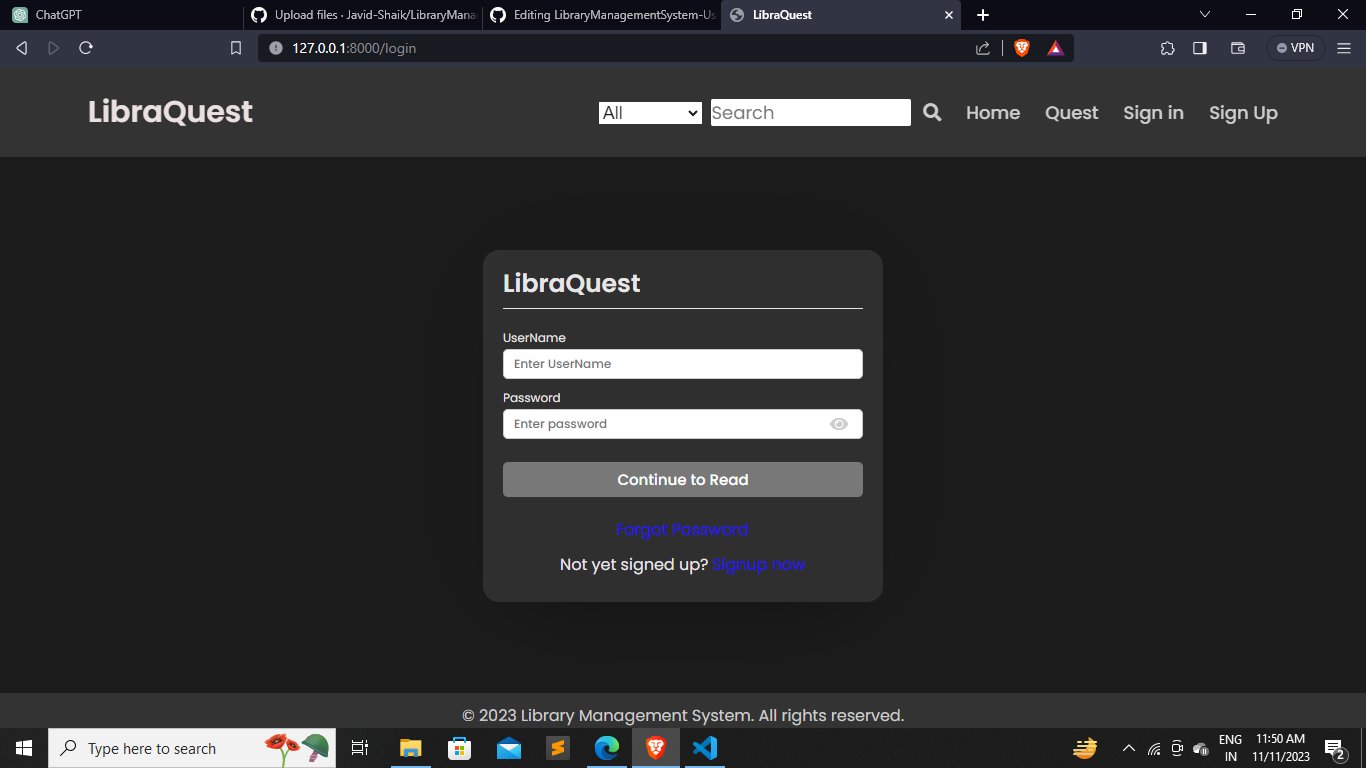 ChatGPT
Upload files · Javid-Shaik/LibraryMana
Editing LibraryManagementSystem-Us
LibraQuest
127.0.0.1:8000/login
VPN
LibraQuest
All
Search
Home
Quest
Sign in
Sign Up
LibraQuest
UserName
Enter UserName
Password
Enter password
Continue to Read
Forgot Password
Not yet signed up? Signup now
© 2023 Library Management System. All rights reserved.
Type here to search
ENG
IN
11:50 AM
11/11/2023
2